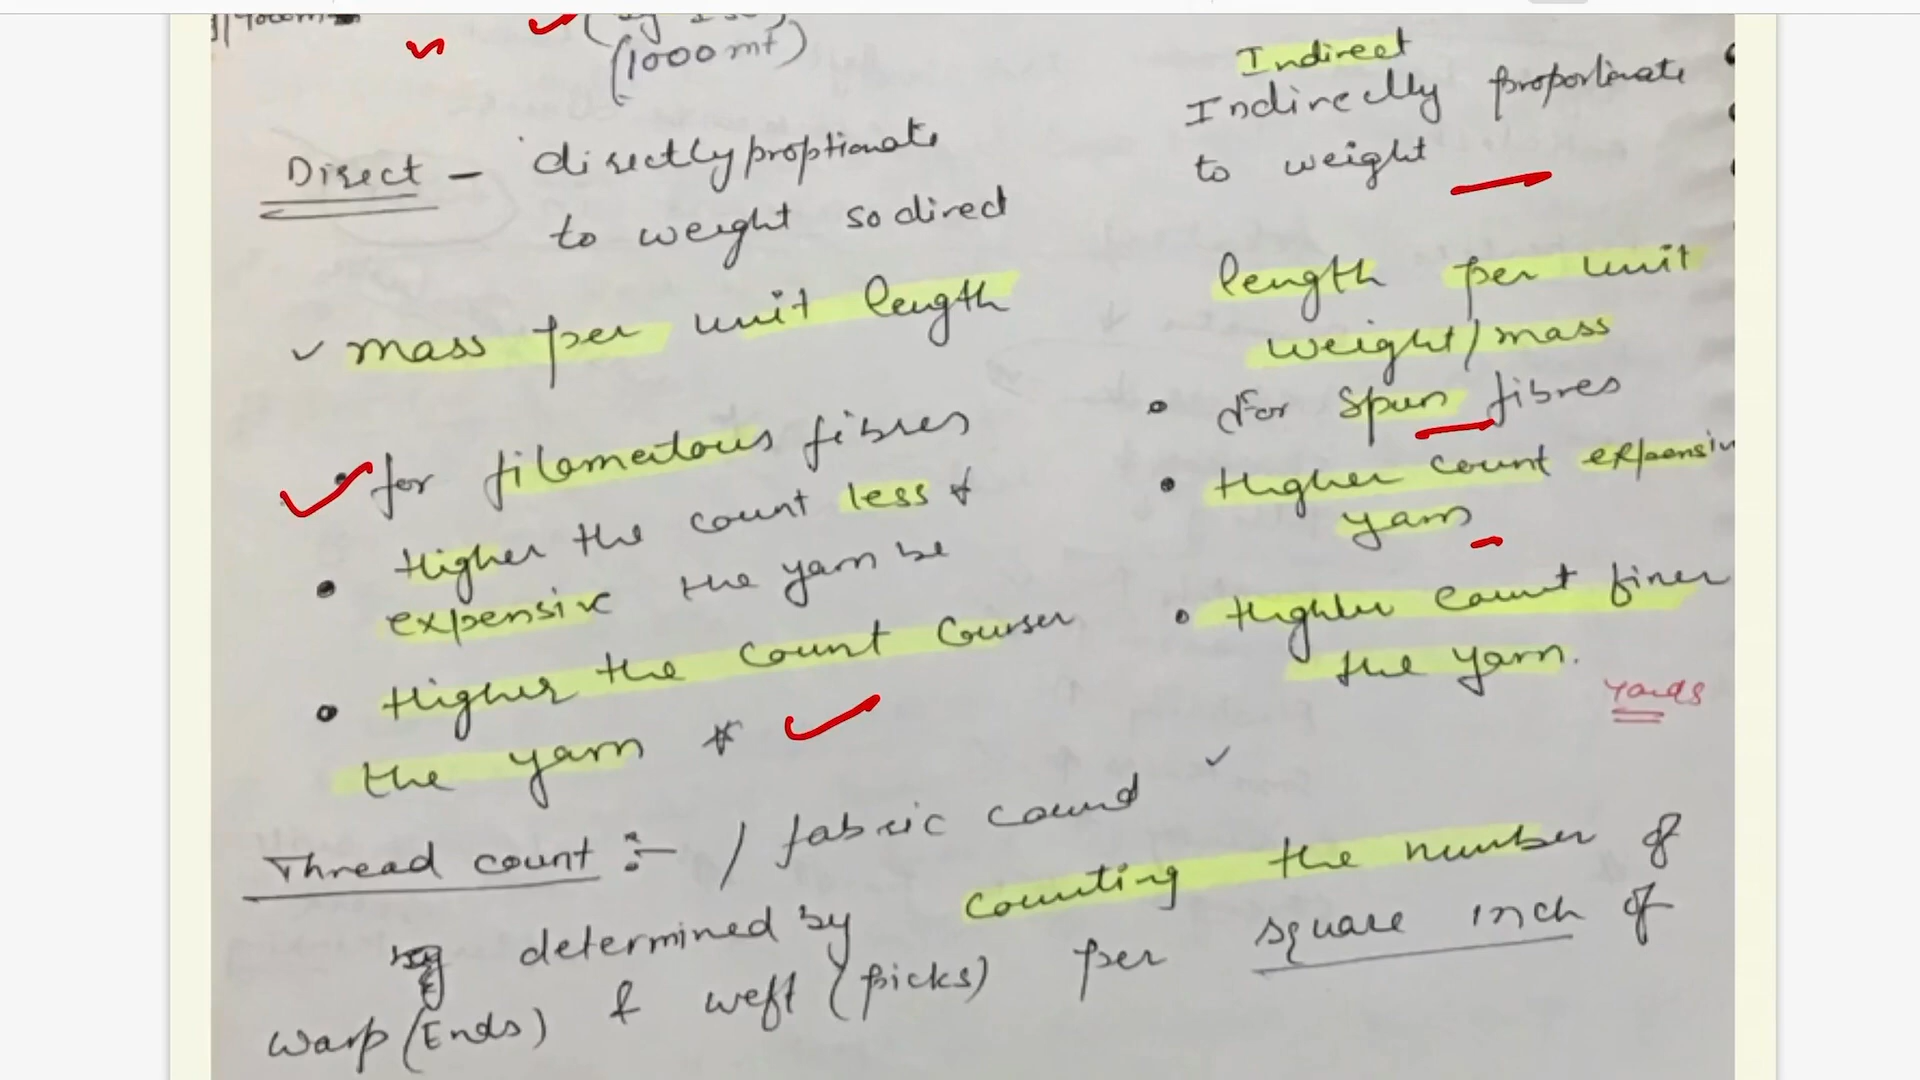 (1000 mt)
Direct - directly proptionate
to weight so direct
✓ mass per unit length
• for filamentous fibres
• Higher the count less &
expensive the yarn be
• Higher the count Courser
the yarn *
Indirect
Indirectly proportionate
to weight
length per unit
weight/mass
• for spun fibres
• Higher count expensiv
yarn
• Higher count finer
the yarn.
yards
Thread count :- / fabric count
determined by counting the number of
warp (Ends) & weft (picks) per square inch of